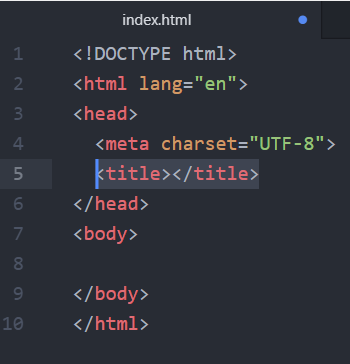 index.html
1 <!DOCTYPE html>
2 <html lang="en">
3 <head>
4 <meta charset="UTF-8">
5 <title></title>
6 </head>
7 <body>
8
9 </body>
10 </html>